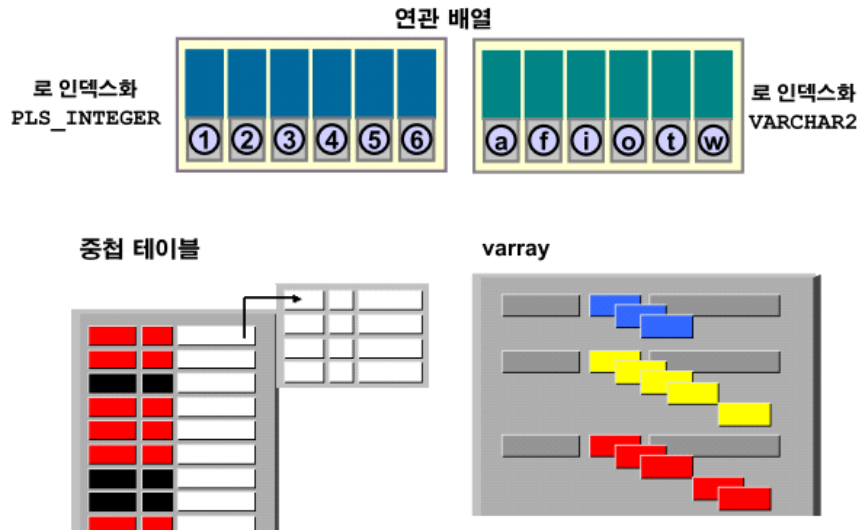 연관 배열
로 인덱스화
PLS_INTEGER
1 2 3 4 5 6
a f i o t w
로 인덱스화
VARCHAR2
중첩 테이블
varray